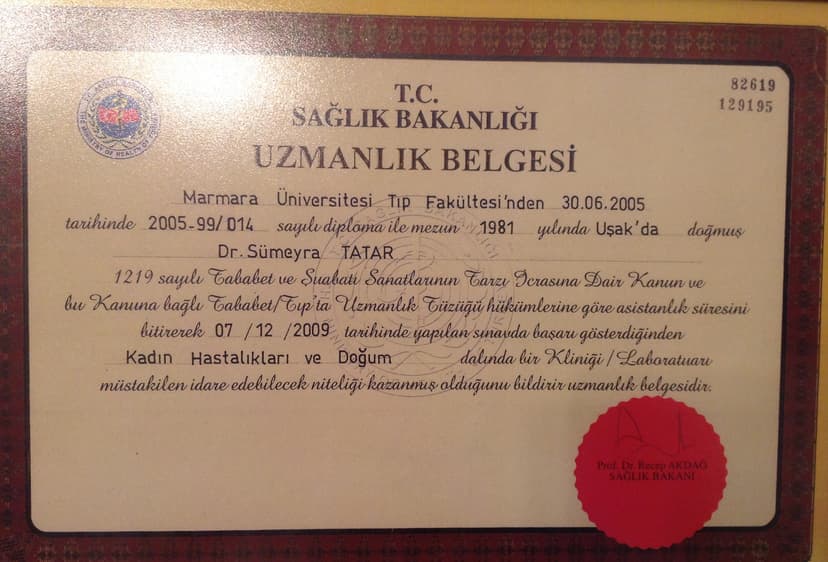 82619
129195
T.C.
SAĞLIK BAKANLIĞI
UZMANLIK BELGESİ
Marmara Üniversitesi Tıp Fakültesi'nden 30.06.2005
tarihinde 2005-99/014 sayılı diploma ile mezun 1981 yılında Uşak'da doğmuş
Dr. Sümeyra TATAR
1219 sayılı Tababet ve Şuabatı Sanatlarının Tarzı İcrasına Dair Kanun ve
bu Kanuna bağlı Tababet/Tıp'ta Uzmanlık Tüzüğü hükümlerine göre asistanlık süresini
bitirerek 07 / 12 / 2009 tarihinde yapılan sınavda başarı gösterdiğinden
Kadın Hastalıkları ve Doğum dalında bir Kliniği / Laboratuarı
müstakilen idare edebilecek niteliği kazanmış olduğunu bildirir uzmanlık belgesidir.
Prof. Dr. Recep AKDAĞ
SAĞLIK BAKANI